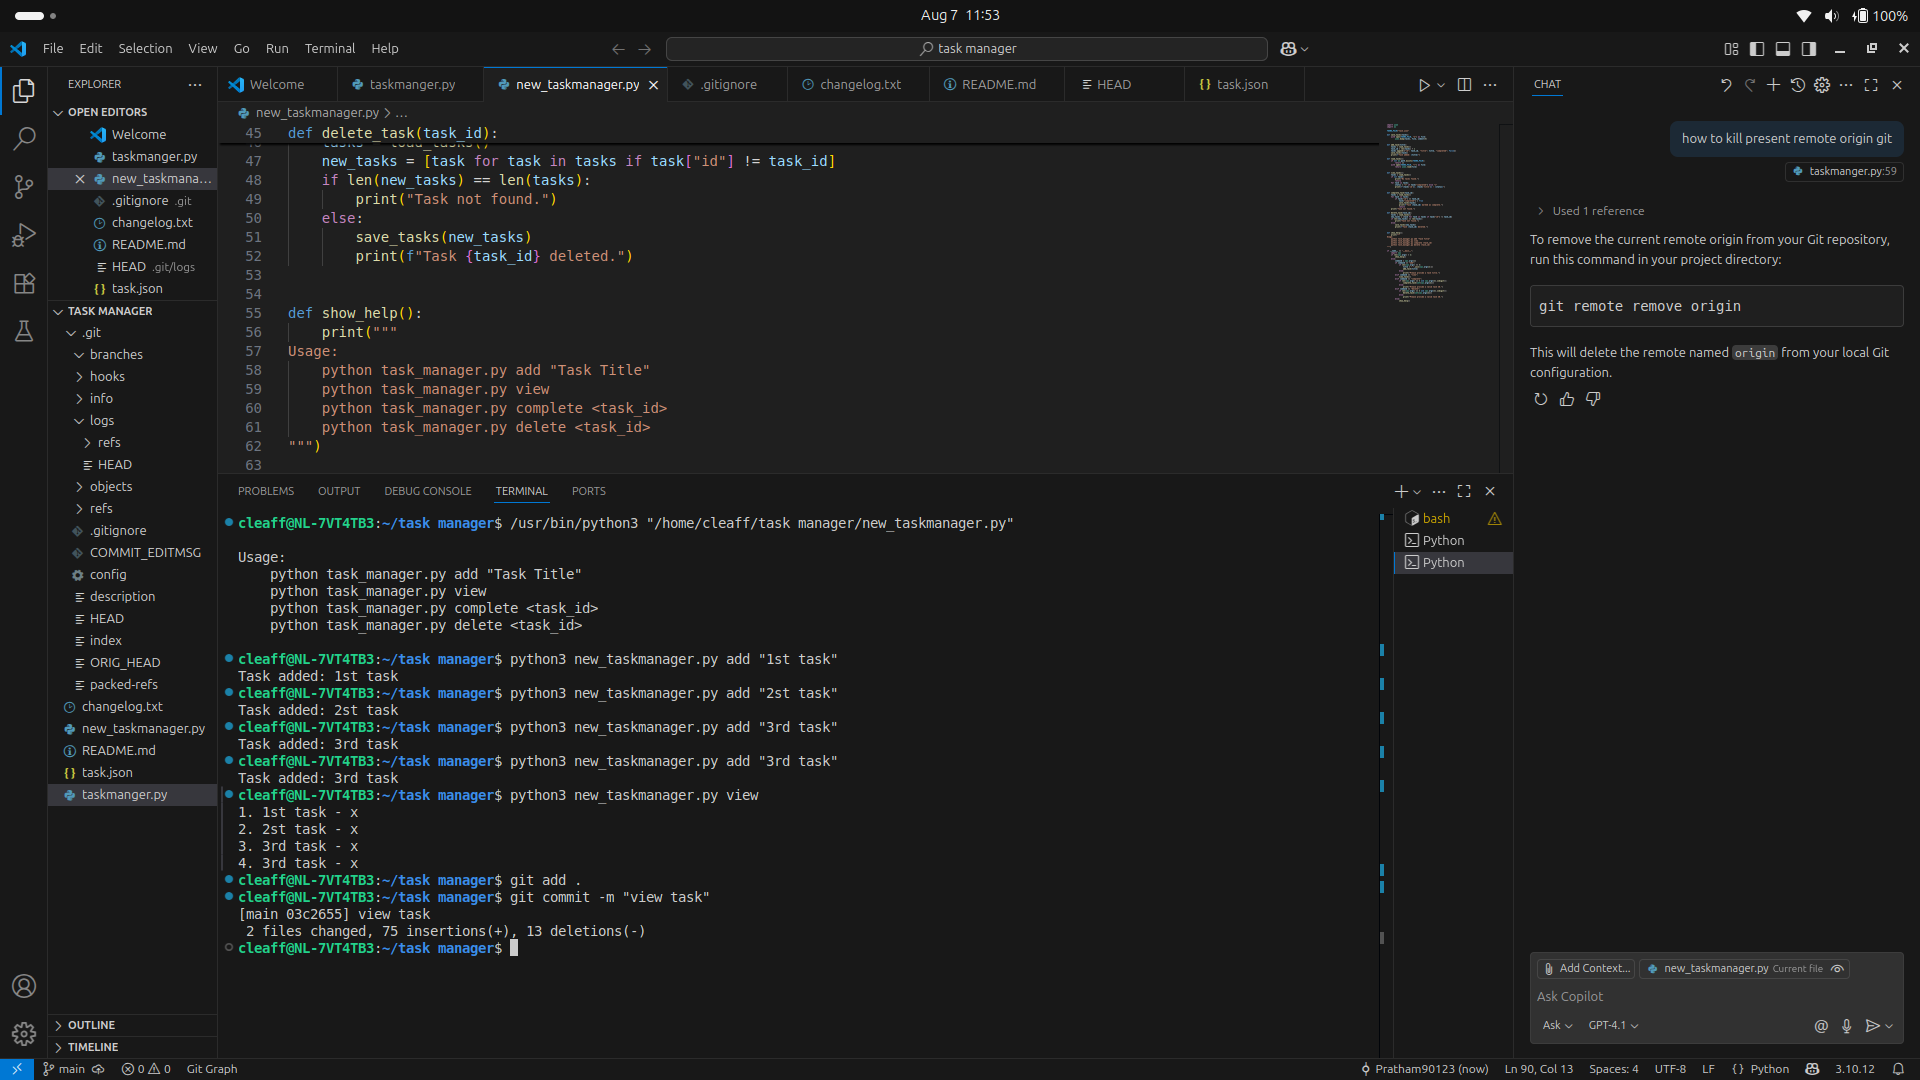 Aug 7 11:53
100%
File Edit Selection View Go Run Terminal Help
task manager
EXPLORER
OPEN EDITORS
Welcome
taskmanger.py
new_taskmana...
.gitignore .git
changelog.txt
README.md
HEAD .git/logs
task.json
TASK MANAGER
.git
branches
hooks
info
logs
refs
HEAD
objects
refs
.gitignore
COMMIT_EDITMSG
config
description
HEAD
index
ORIG_HEAD
packed-refs
changelog.txt
new_taskmanager.py
README.md
task.json
taskmanger.py
OUTLINE
TIMELINE
Welcome taskmanger.py new_taskmanager.py .gitignore changelog.txt README.md HEAD task.json
new_taskmanager.py > ...
45 def delete_task(task_id):
47 new_tasks = [task for task in tasks if task["id"] != task_id]
48 if len(new_tasks) == len(tasks):
49 print("Task not found.")
50 else:
51 save_tasks(new_tasks)
52 print(f"Task {task_id} deleted.")
53
54
55 def show_help():
56 print("""
57 Usage:
58 python task_manager.py add "Task Title"
59 python task_manager.py view
60 python task_manager.py complete <task_id>
61 python task_manager.py delete <task_id>
62 """)
63
PROBLEMS OUTPUT DEBUG CONSOLE TERMINAL PORTS
cleaff@NL-7VT4TB3:~/task manager$ /usr/bin/python3 "/home/cleaff/task manager/new_taskmanager.py"
Usage:
python task_manager.py add "Task Title"
python task_manager.py view
python task_manager.py complete <task_id>
python task_manager.py delete <task_id>
cleaff@NL-7VT4TB3:~/task manager$ python3 new_taskmanager.py add "1st task"
Task added: 1st task
cleaff@NL-7VT4TB3:~/task manager$ python3 new_taskmanager.py add "2st task"
Task added: 2st task
cleaff@NL-7VT4TB3:~/task manager$ python3 new_taskmanager.py add "3rd task"
Task added: 3rd task
cleaff@NL-7VT4TB3:~/task manager$ python3 new_taskmanager.py add "3rd task"
Task added: 3rd task
cleaff@NL-7VT4TB3:~/task manager$ python3 new_taskmanager.py view
1. 1st task - x
2. 2st task - x
3. 3rd task - x
4. 3rd task - x
cleaff@NL-7VT4TB3:~/task manager$ git add .
cleaff@NL-7VT4TB3:~/task manager$ git commit -m "view task"
[main 03c2655] view task
2 files changed, 75 insertions(+), 13 deletions(-)
cleaff@NL-7VT4TB3:~/task manager$
bash
Python
Python
CHAT
how to kill present remote origin git
taskmanger.py:59
Used 1 reference
To remove the current remote origin from your Git repository,
run this command in your project directory:
git remote remove origin
This will delete the remote named origin from your local Git
configuration.
Add Context... new_taskmanager.py Current file
Ask Copilot
Ask GPT-4.1
main 0 0 Git Graph
Pratham90123 (now) Ln 90, Col 13 Spaces: 4 UTF-8 LF {} Python 3.10.12